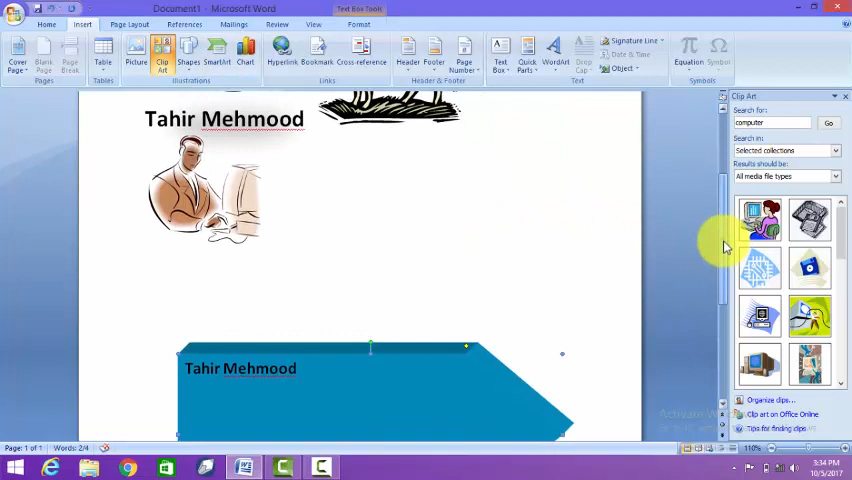 Document1 - Microsoft Word
Text Box Tools
Home
Insert
Page Layout
References
Mailings
Review
View
Format
Cover
Page
Blank
Page
Page
Break
Pages
Table
Tables
Picture
Clip
Art
Shapes
SmartArt
Chart
Illustrations
Hyperlink
Bookmark
Cross-reference
Links
Header
Footer
Page
Number
Header & Footer
Text
Box
Quick
Parts
WordArt
Drop
Cap
Signature Line
Date & Time
Object
Text
Equation
Symbol
Symbols
Tahir Mehmood
Tahir Mehmood
Clip Art
Search for:
computer
Go
Search in:
Selected collections
Results should be:
All media file types
Organize clips...
Clip art on Office Online
Tips for finding clips
Page: 1 of 1
Words: 2/4
110%
3:34 PM
10/5/2017